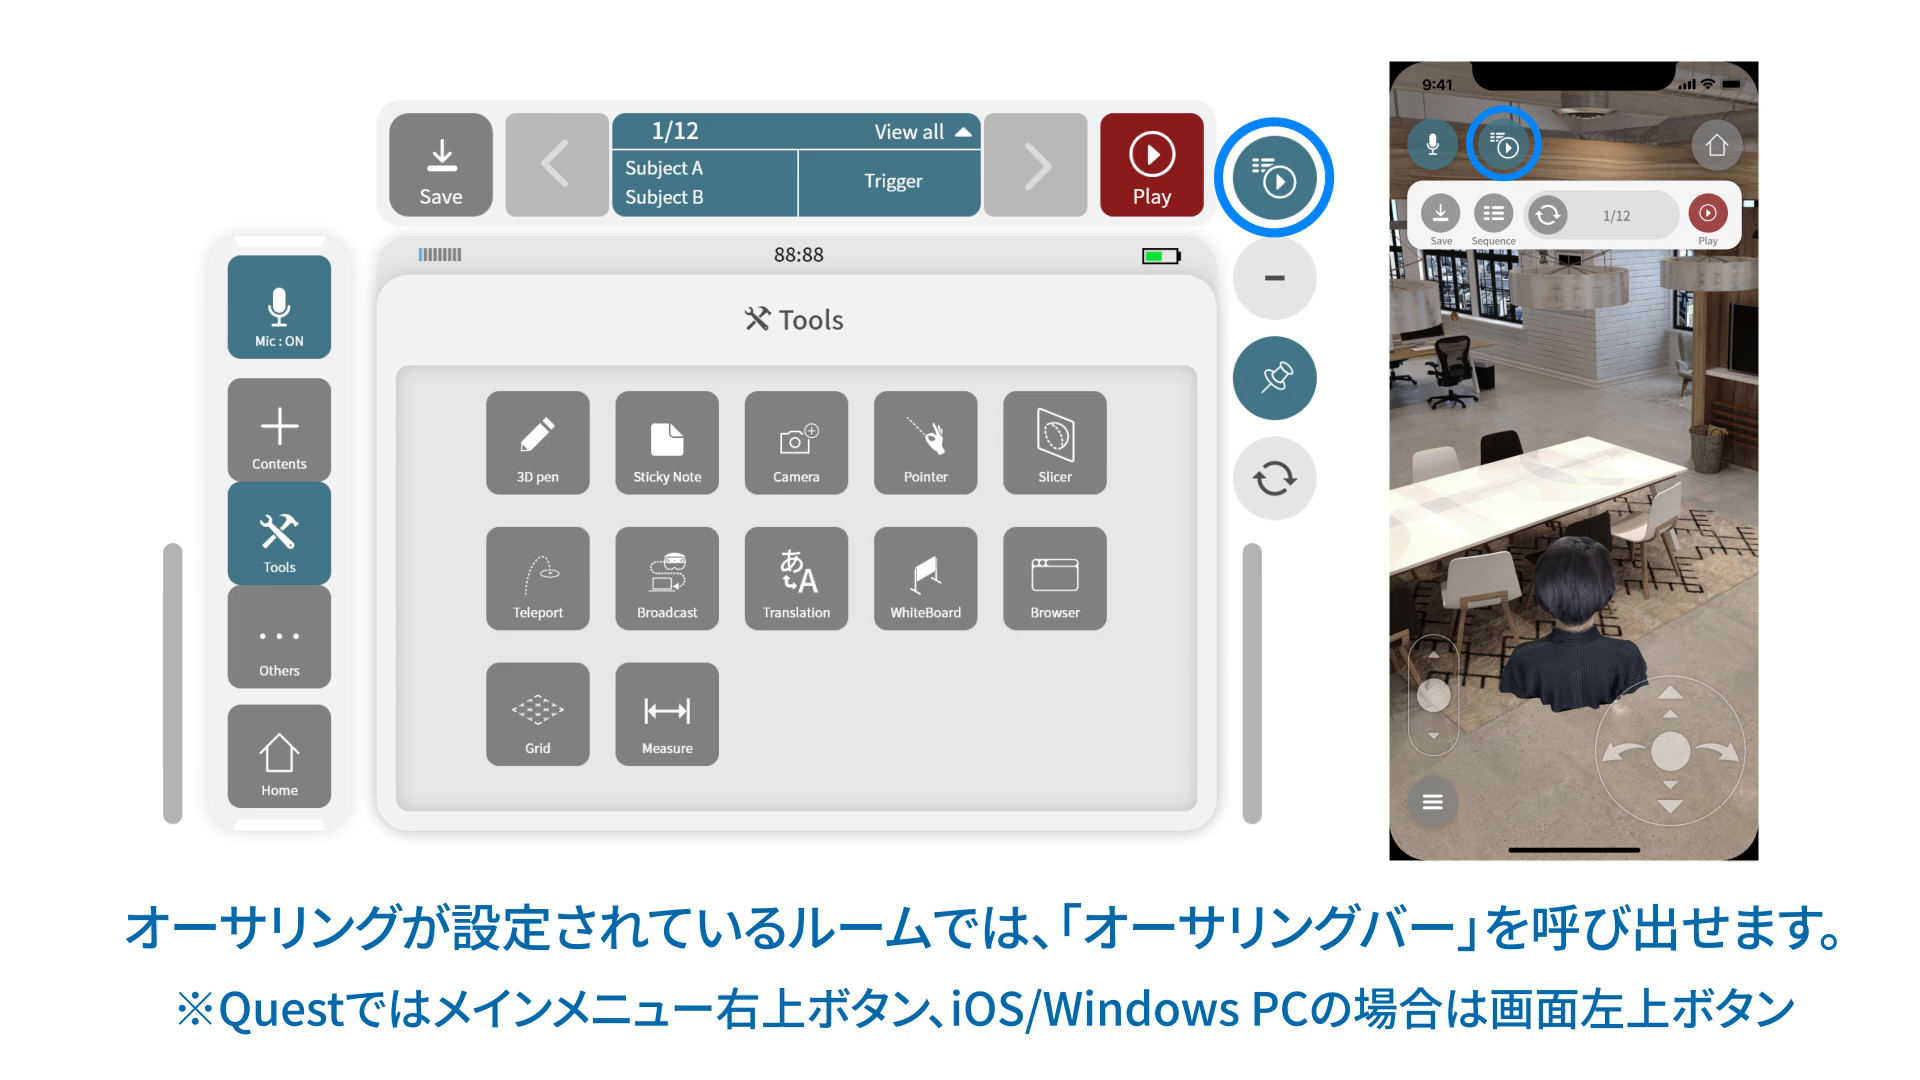 Save
1/12
View all
Subject A
Subject B
Trigger
Play
88:88
Mic : ON
Contents
Tools
Others
Home
Tools
3D pen
Sticky Note
Camera
Pointer
Slicer
Teleport
Broadcast
あ
A
Translation
WhiteBoard
Browser
Grid
Measure
9:41
Save
Sequence
1/12
Play
オーサリングが設定されているルームでは、「オーサリングバー」を呼び出せます。
※Questではメインメニュー右上ボタン、iOS/Windows PCの場合は画面左上ボタン